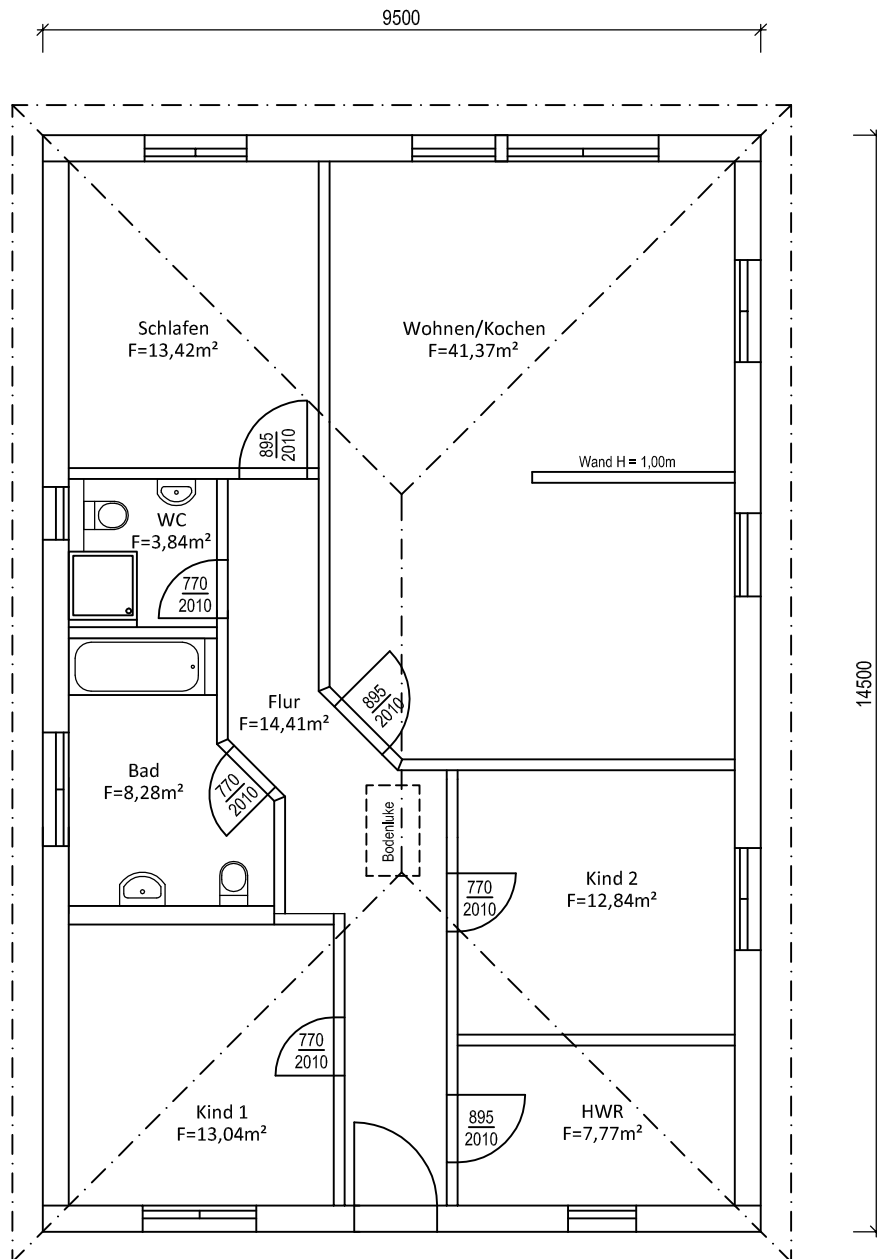 9500
Schlafen
F=13,42m²
Wohnen/Kochen
F=41,37m²
895
2010
Wand H = 1,00m
WC
F=3,84m²
770
2010
14500
Flur
F=14,41m²
895
2010
Bad
F=8,28m²
770
2010
Bodenluke
Kind 2
F=12,84m²
770
2010
770
2010
Kind 1
F=13,04m²
895
2010
HWR
F=7,77m²